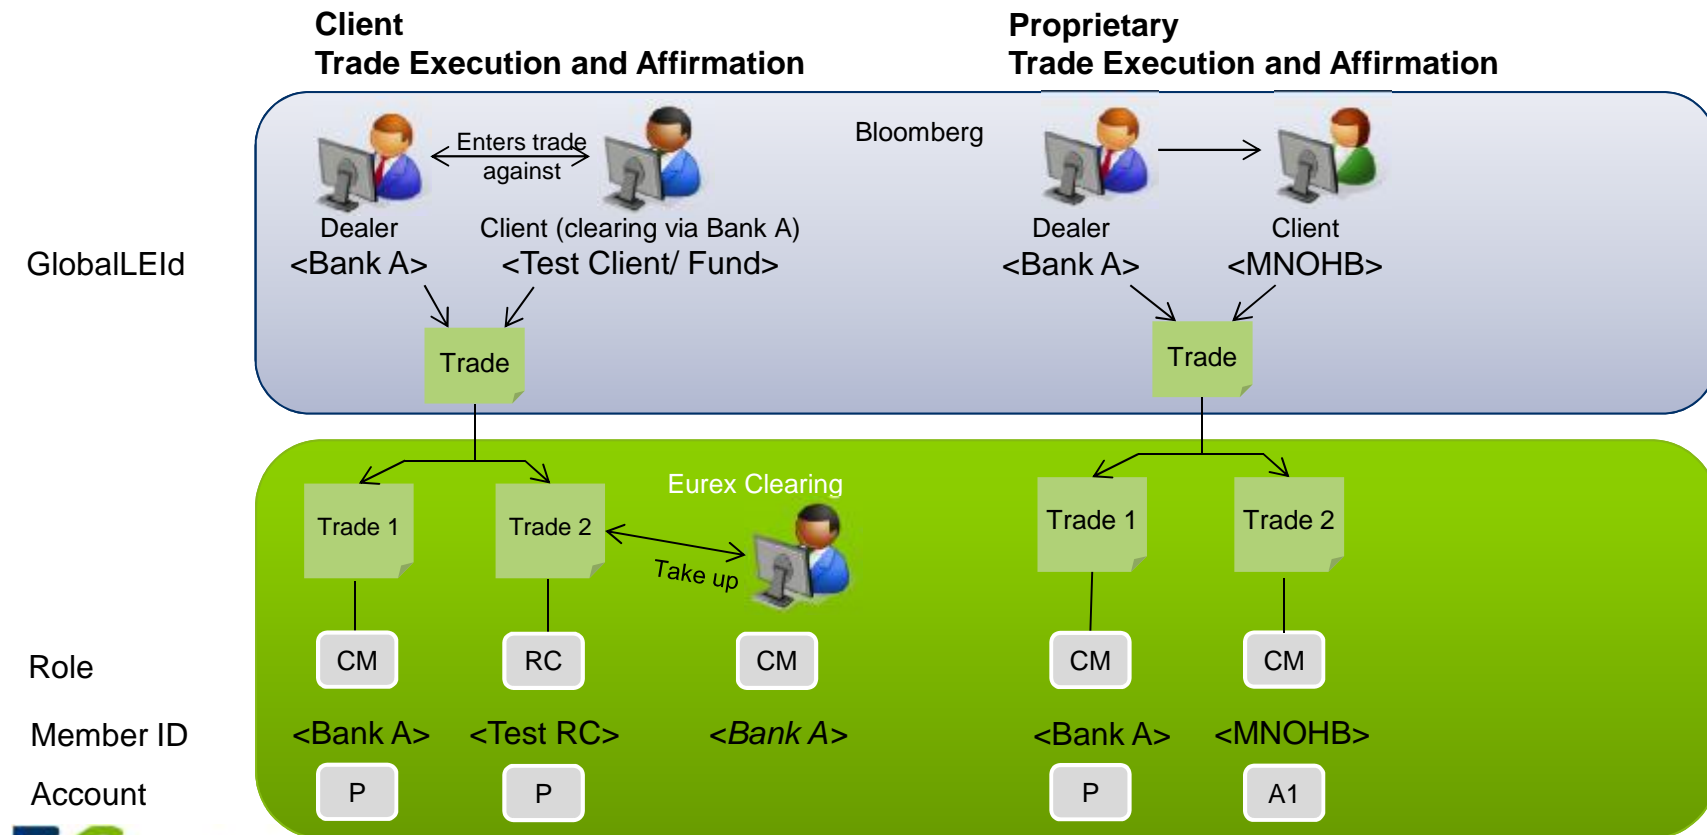 Client
Trade Execution and Affirmation
Proprietary
Trade Execution and Affirmation
Enters trade
against
Bloomberg
Dealer
Client (clearing via Bank A)
Dealer
Client
GlobalLEId
<Bank A>
<Test Client/ Fund>
<Bank A>
<MNOHB>
Trade
Trade
Eurex Clearing
Trade 1
Trade 2
Take up
Trade 1
Trade 2
Role
CM
RC
CM
CM
CM
Member ID
<Bank A>
<Test RC>
<Bank A>
<Bank A>
<MNOHB>
Account
P
P
P
A1